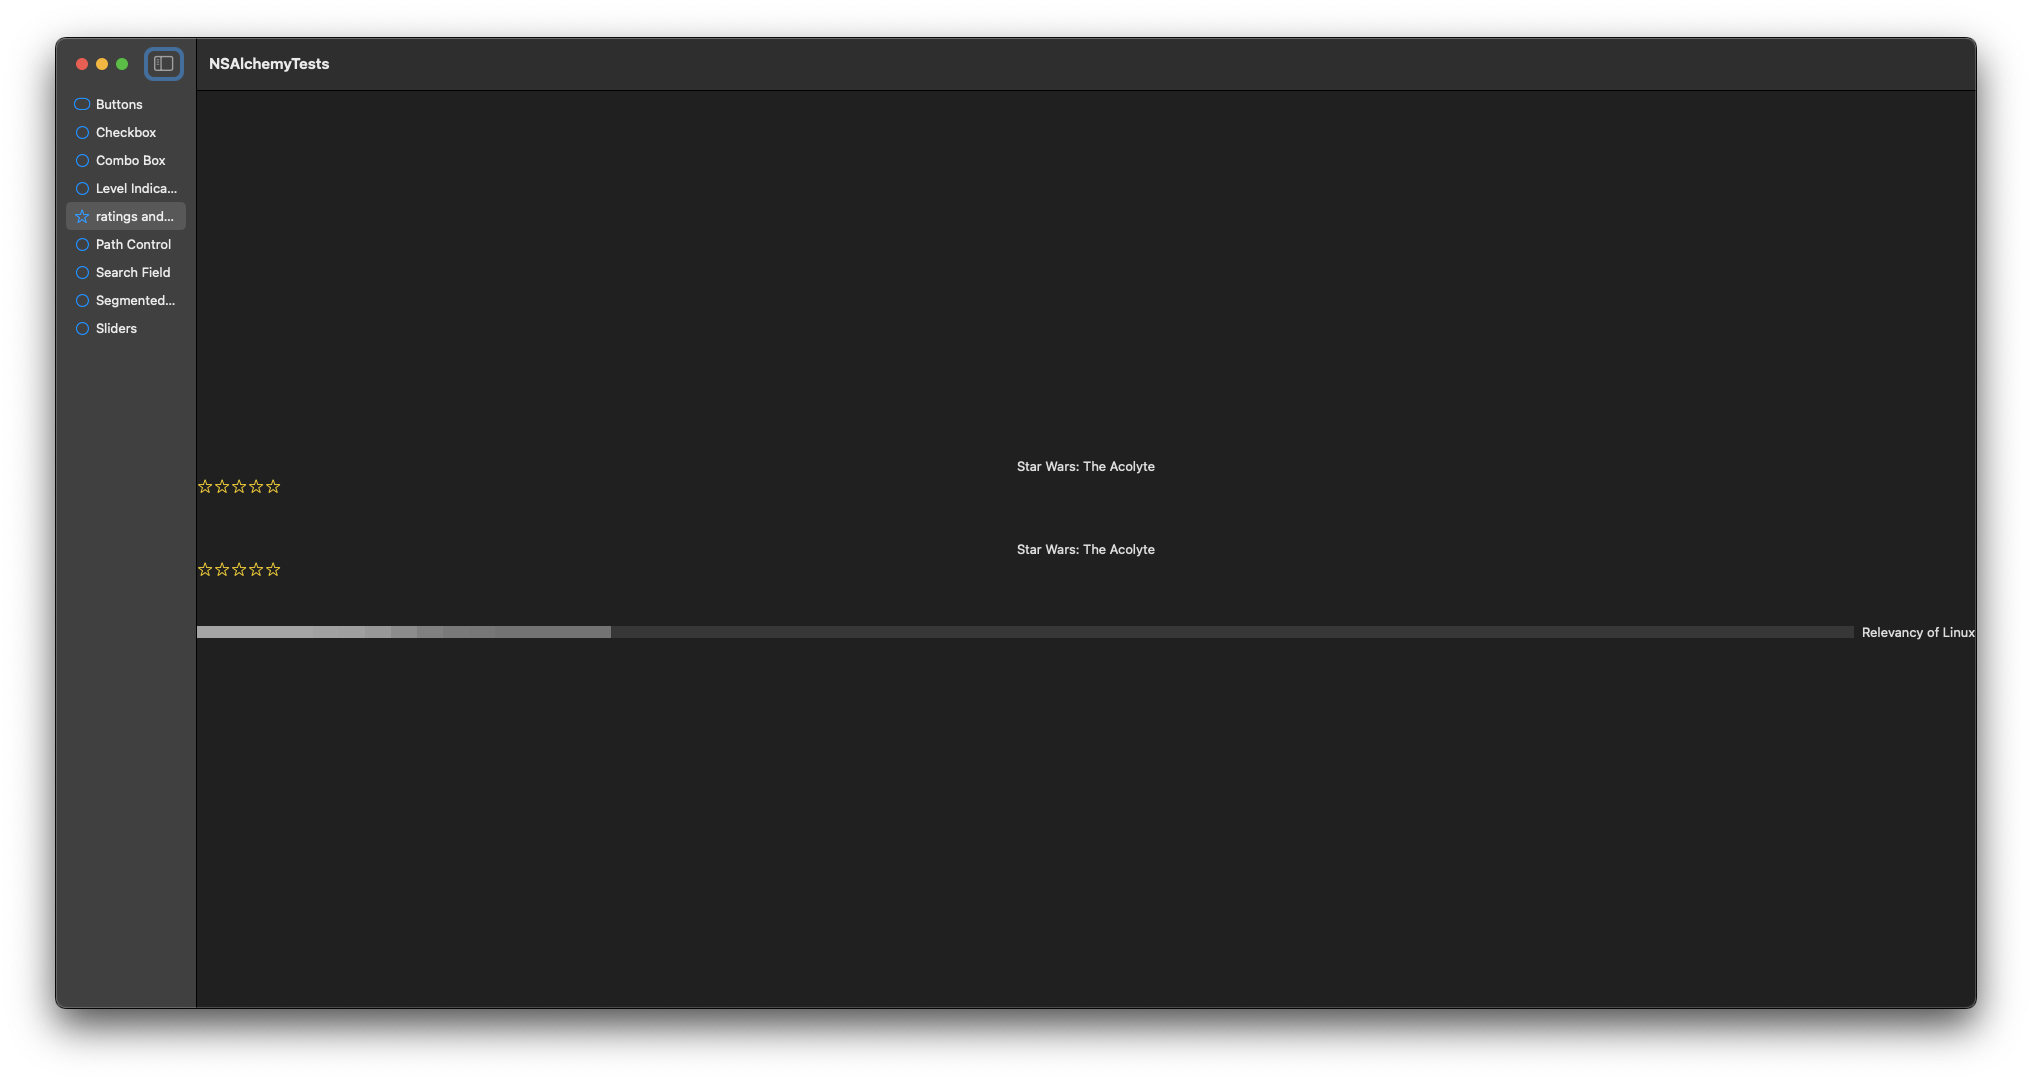 NSAlchemyTests
Buttons
Checkbox
Combo Box
Level Indica...
ratings and...
Path Control
Search Field
Segmented...
Sliders
Star Wars: The Acolyte
Star Wars: The Acolyte
Relevancy of Linux